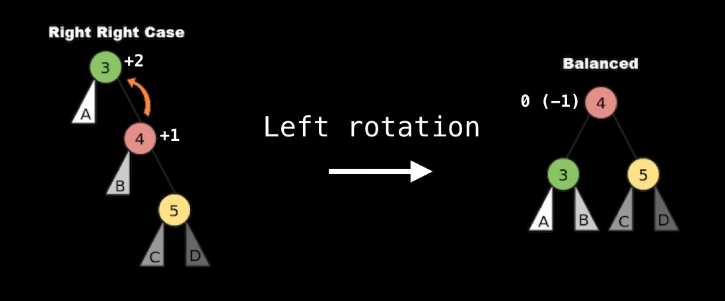 Right Right Case
3 +2
A
4 +1
B
5
C D
Left rotation
Balanced
0 (−1) 4
3 5
A B C D